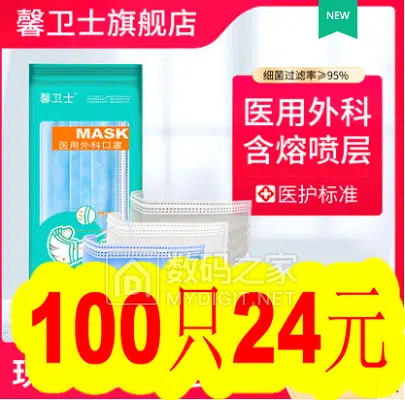 馨卫士旗舰店
NEW
细菌过滤率≥95%
医用外科
含熔喷层
医护标准
馨卫士
MASK
医用外科口罩
数码之家
MYDIGIT.NET
100只24元